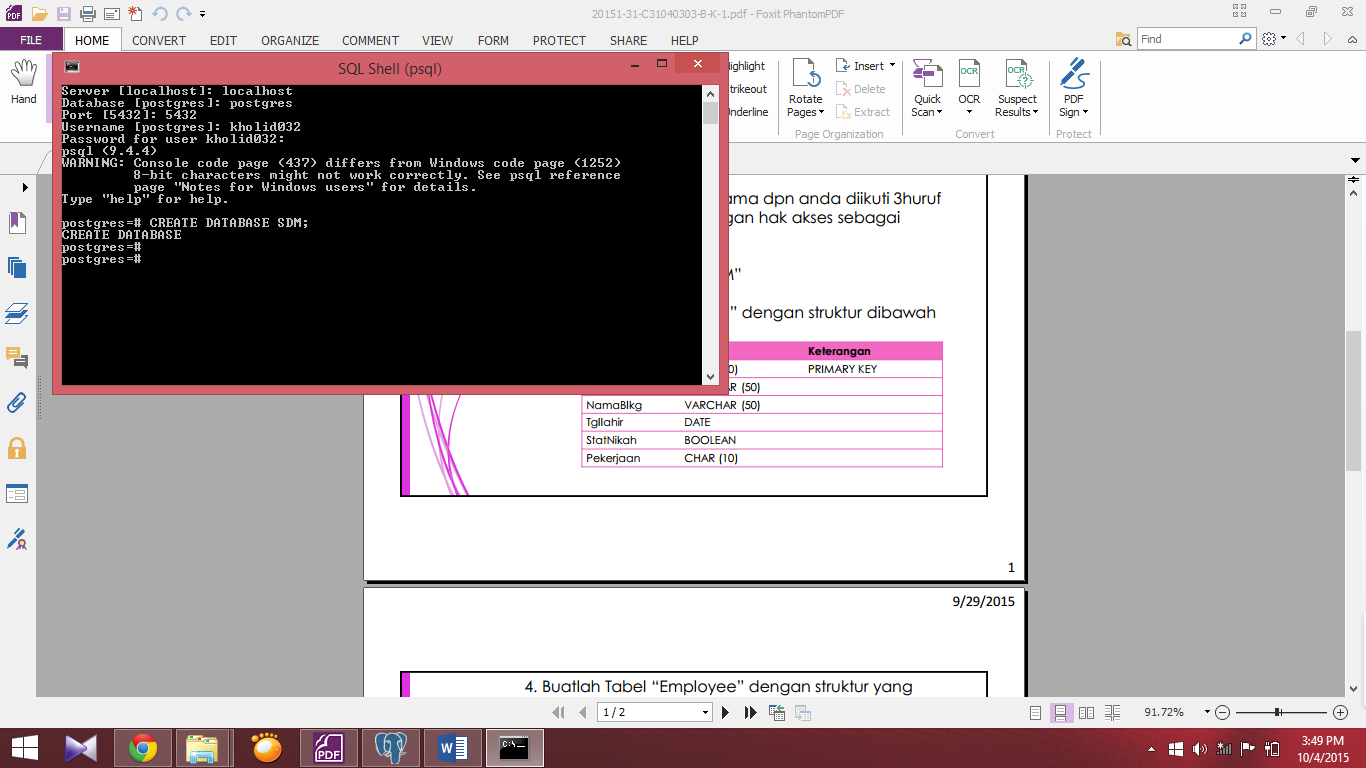 20151-31-C31040303-B-K-1.pdf - Foxit PhantomPDF
FILE HOME CONVERT EDIT ORGANIZE COMMENT VIEW FORM PROTECT SHARE HELP
Find
Hand
Rotate Pages
Insert
Delete
Extract
Page Organization
Quick Scan
OCR
OCR
OCR
Suspect Results
Convert
PDF Sign
Protect
SQL Shell (psql)
Server [localhost]: localhost
Database [postgres]: postgres
Port [5432]: 5432
Username [postgres]: kholid032
Password for user kholid032:
psql (9.4.4)
WARNING: Console code page (437) differs from Windows code page (1252)
8-bit characters might not work correctly. See psql reference
page "Notes for Windows users" for details.
Type "help" for help.
postgres=# CREATE DATABASE SDM;
CREATE DATABASE
postgres=#
postgres=#
ama dpn anda diikuti 3huruf
gan hak akses sebagai
” dengan struktur dibawah
Keterangan
0) PRIMARY KEY
AR (50)
NamaBlkg VARCHAR (50)
Tgllahir DATE
StatNikah BOOLEAN
Pekerjaan CHAR (10)
1
9/29/2015
4. Buatlah Tabel “Employee” dengan struktur yang
1 / 2
91.72%
3:49 PM
10/4/2015